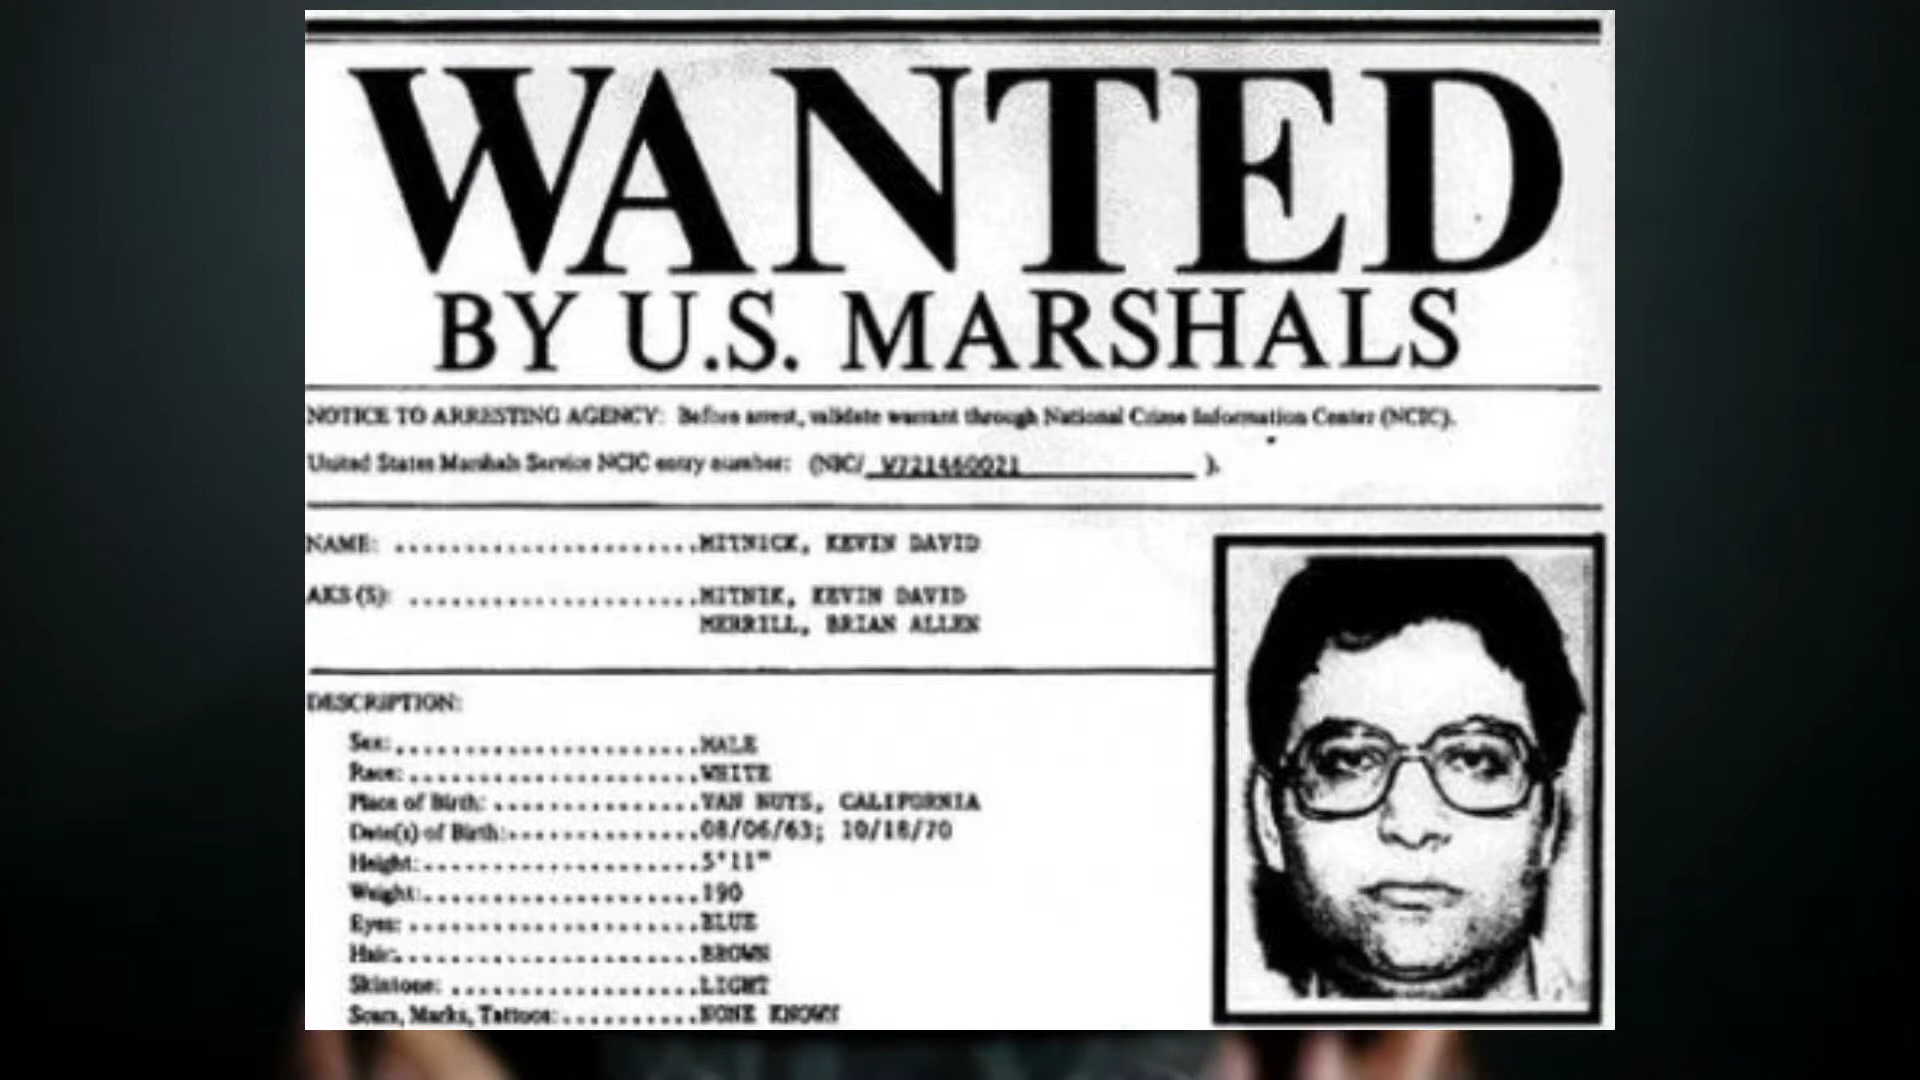 WANTED
BY U.S. MARSHALS
NOTICE TO ARRESTING AGENCY: Before arrest, validate warrant through National Crime Information Center (NCIC).
United States Marshals Service NCIC entry number: (NIC/ W721460021 ).
NAME: ......................MITNICK, KEVIN DAVID
AKS (S): .....................MITNIK, KEVIN DAVID
MERRILL, BRIAN ALLEN
DESCRIPTION:
Sex:......................MALE
Race:.....................WHITE
Place of Birth: ...............VAN NUYS, CALIFORNIA
Date(s) of Birth:..............08/06/63; 10/18/70
Height:....................5'11"
Weight:....................190
Eyes: .....................BLUE
Hair:......................BROWN
Skintone: ..................LIGHT
Scars, Marks, Tattoos:..........NONE KNOWN